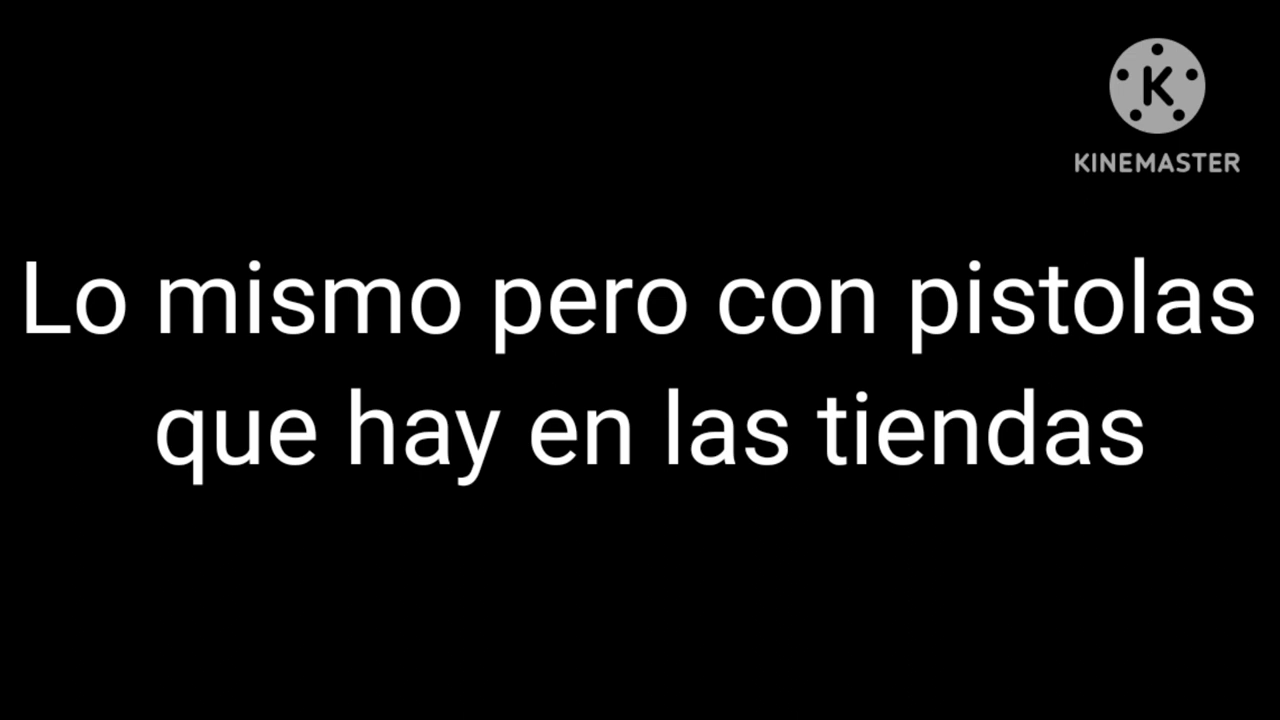 K
KINEMASTER
Lo mismo pero con pistolas
que hay en las tiendas